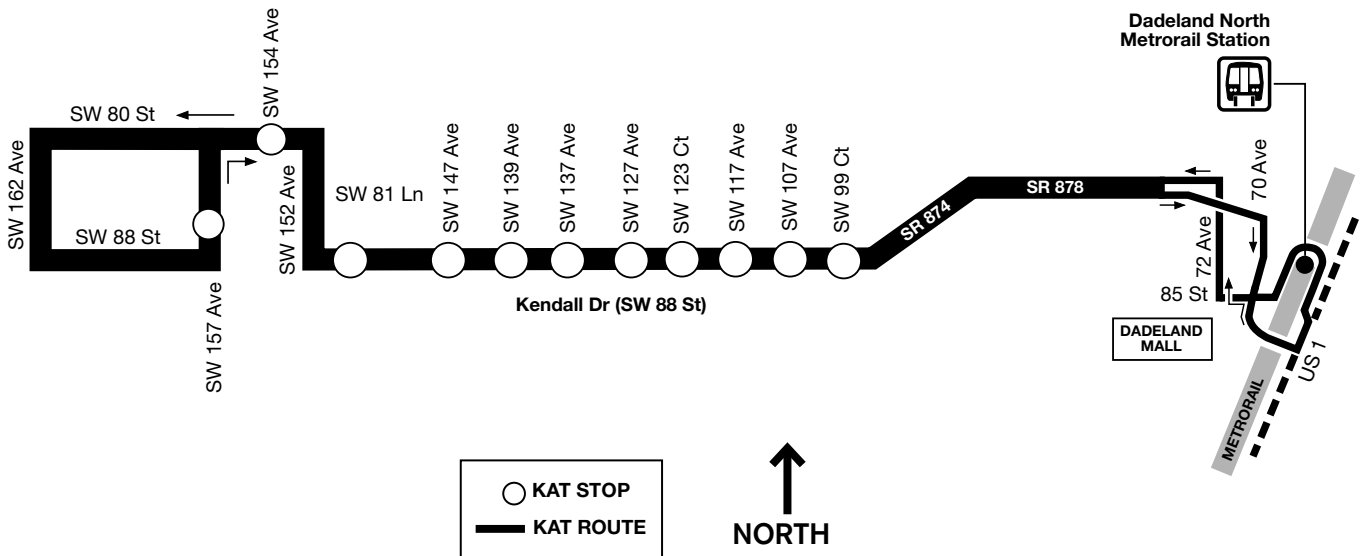 Dadeland North
Metrorail Station
SW 154 Ave
SW 80 St
SW 162 Ave
SW 88 St
SW 157 Ave
SW 152 Ave
SW 81 Ln
SW 147 Ave
SW 139 Ave
SW 137 Ave
SW 127 Ave
SW 123 Ct
SW 117 Ave
SW 107 Ave
SW 99 Ct
Kendall Dr (SW 88 St)
SR 874
SR 878
70 Ave
72 Ave
85 St
DADELAND
MALL
US 1
METRORAIL
KAT STOP
KAT ROUTE
NORTH